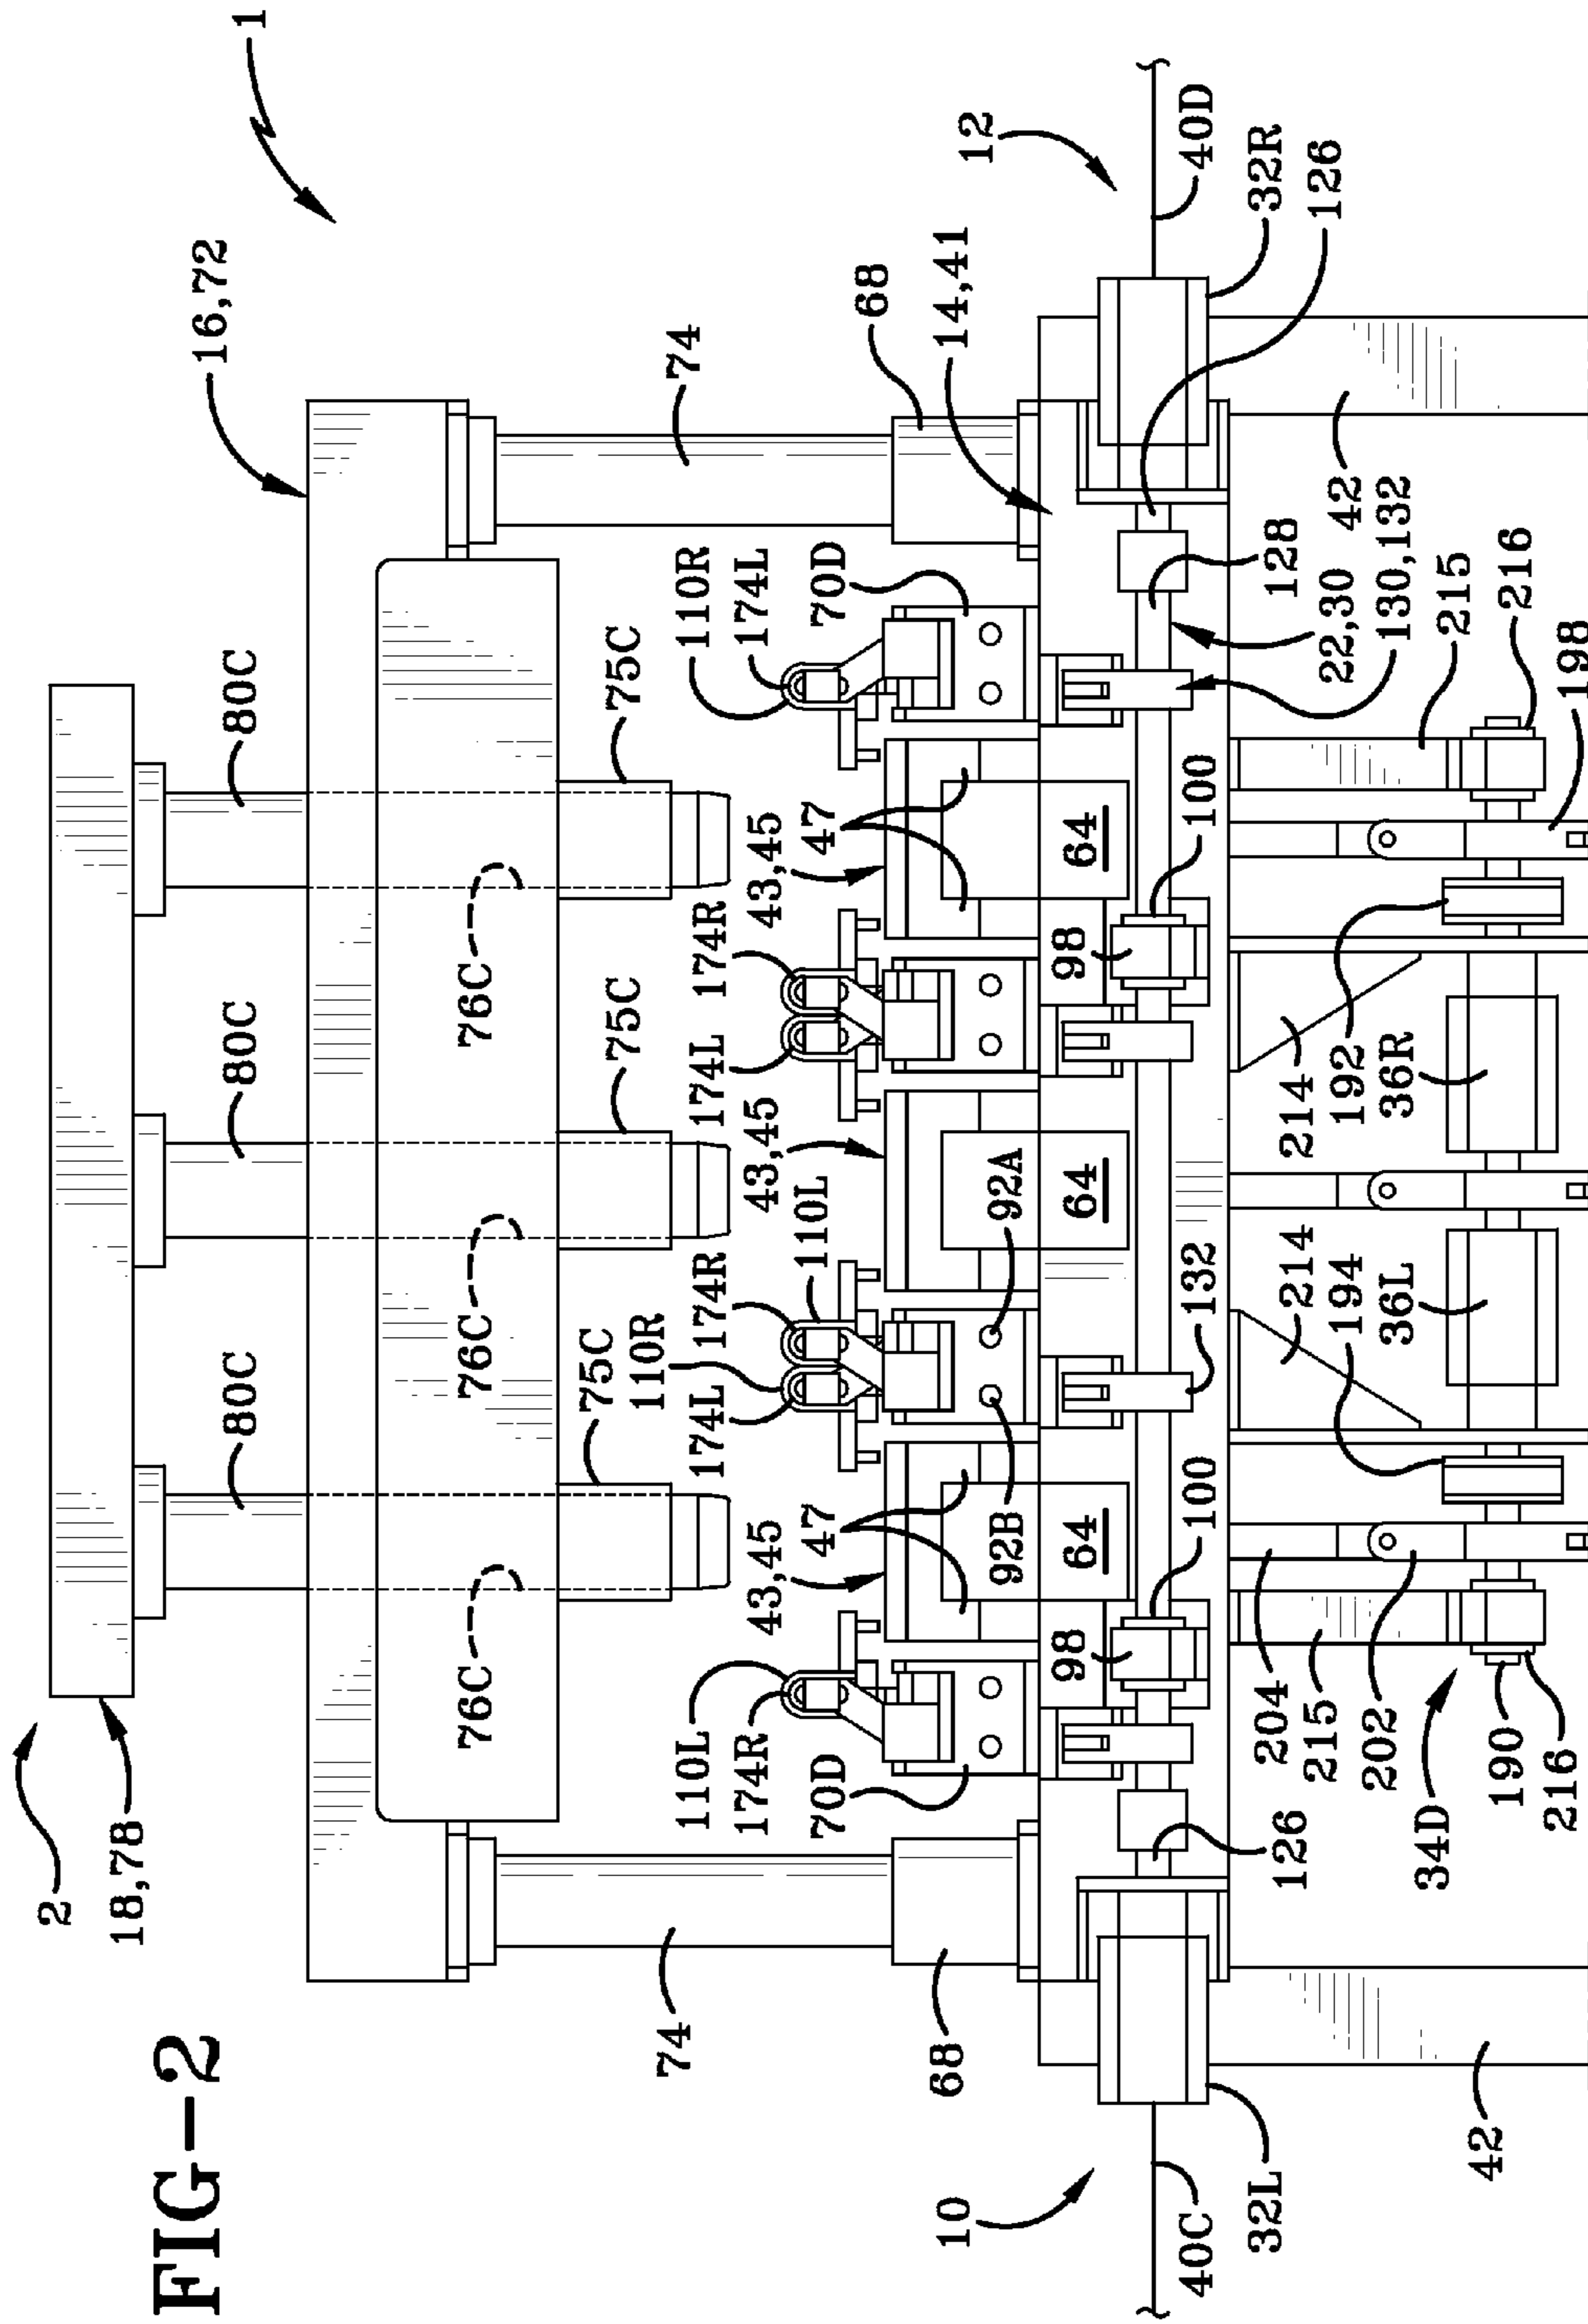 FIG-2
1
2
18,78
16,72
80C
80C
80C
76C
76C
76C
75C
75C
75C
110R
74
74
110L
110R
174L
174R
174L
174R
174R
174L
43,45
43,45
43,45
110L
47
47
70D
70D
68
68
14,41
10
12
92B
92A
98
64
64
98
64
40C
100
132
100
40D
32L
32R
126
126
204
128
214
214
215
22,30
194
192
42
202
130,132
36L
36R
34D
215
42
190
216
216
198